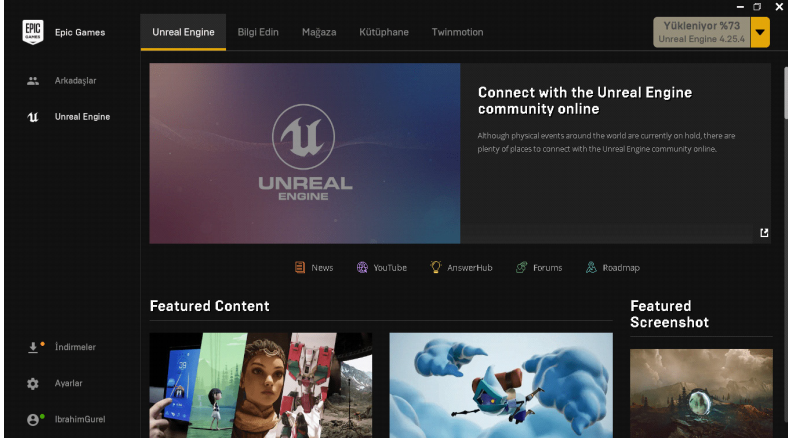 EPIC
GAMES
Epic Games
Unreal Engine
Bilgi Edin
Mağaza
Kütüphane
Twinmotion
Yükleniyor %73
Unreal Engine 4.25.4
Arkadaşlar
Unreal Engine
UNREAL
ENGINE
Connect with the Unreal Engine
community online
Although physical events around the world are currently on hold, there are
plenty of places to connect with the Unreal Engine community online.
News
YouTube
AnswerHub
Forums
Roadmap
Featured Content
Featured
Screenshot
İndirmeler
Ayarlar
IbrahimGurel